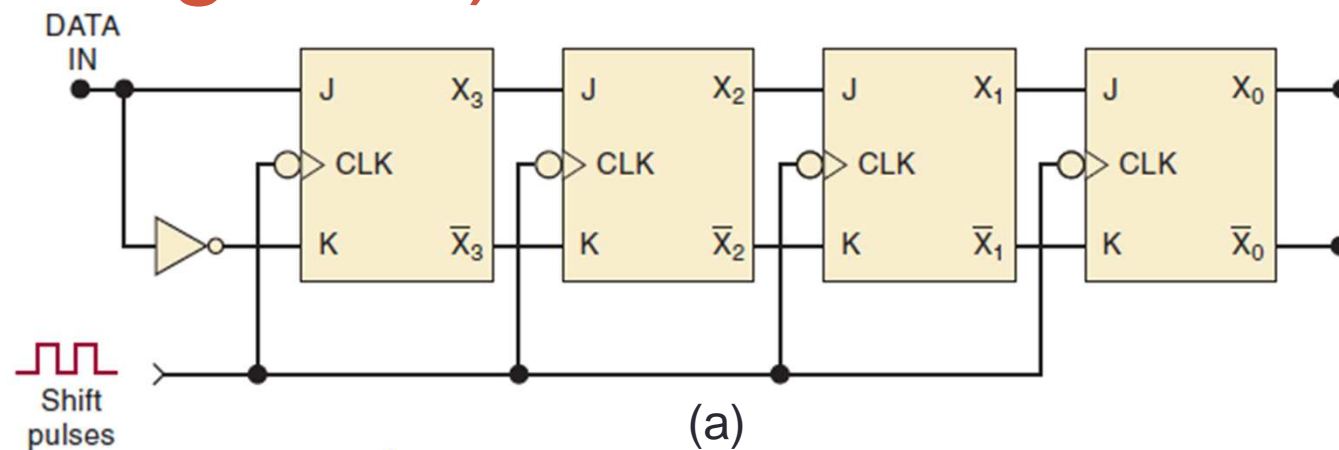 DATA
IN
J X₃ J X₂ J X₁ J X₀
CLK CLK CLK CLK
K X̅₃ K X̅₂ K X̅₁ K X̅₀
Shift
pulses
(a)